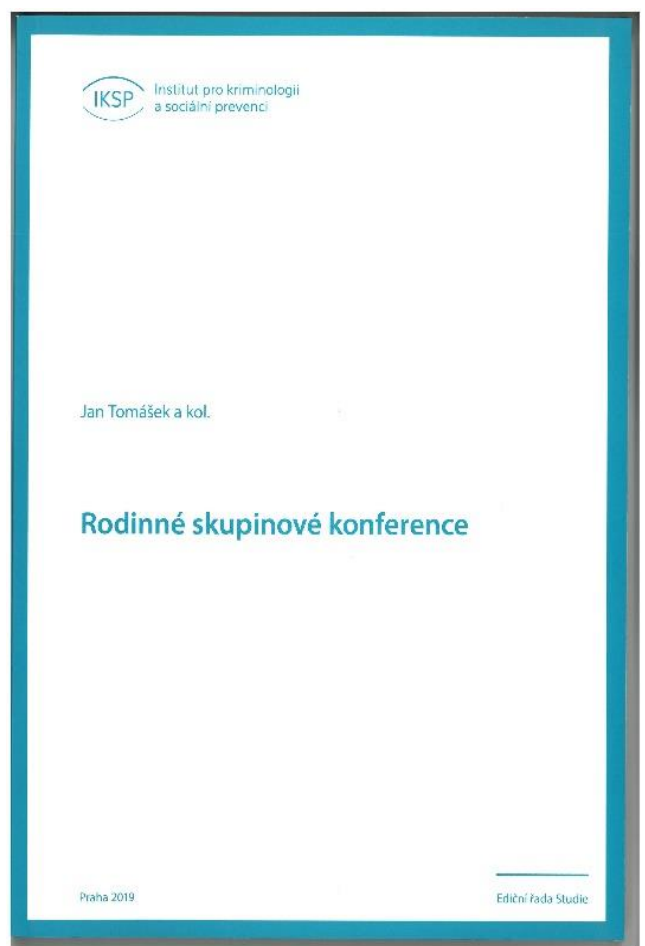 IKSP
Institut pro kriminologii
a sociální prevenci
Jan Tomášek a kol.
Rodinné skupinové konference
Praha 2019
Ediční řada Studie